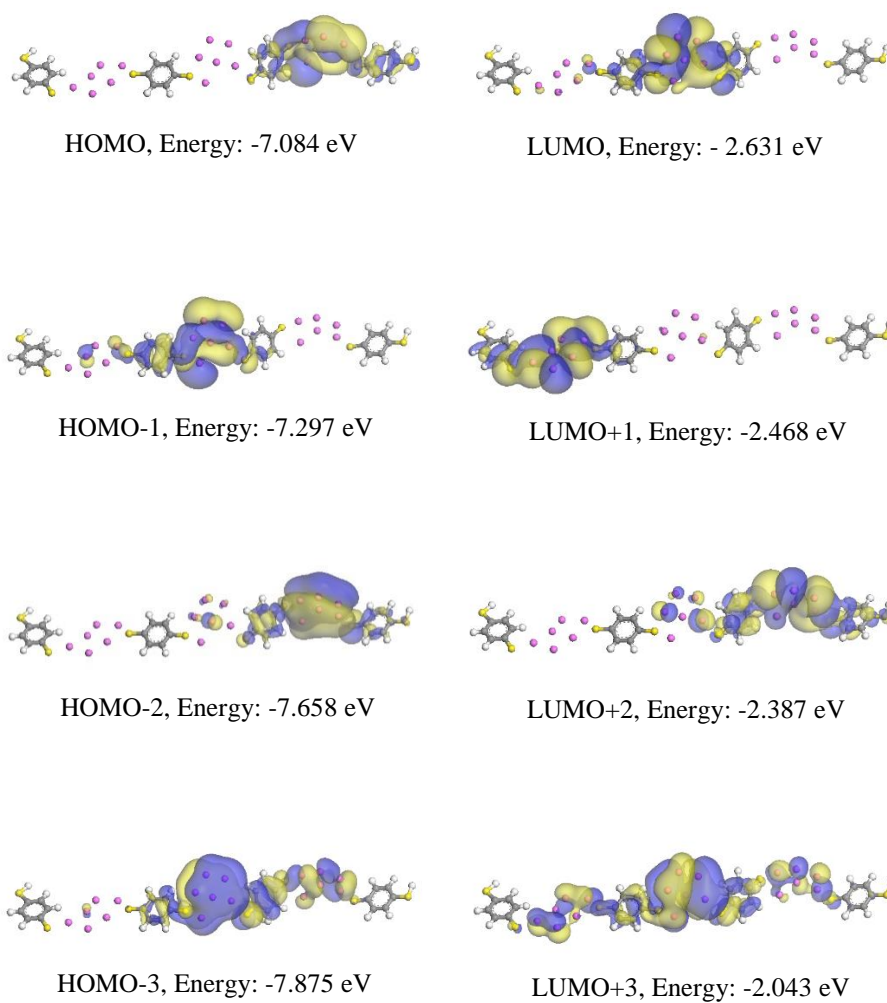 HOMO, Energy: -7.084 eV
LUMO, Energy: - 2.631 eV
HOMO-1, Energy: -7.297 eV
LUMO+1, Energy: -2.468 eV
HOMO-2, Energy: -7.658 eV
LUMO+2, Energy: -2.387 eV
HOMO-3, Energy: -7.875 eV
LUMO+3, Energy: -2.043 eV